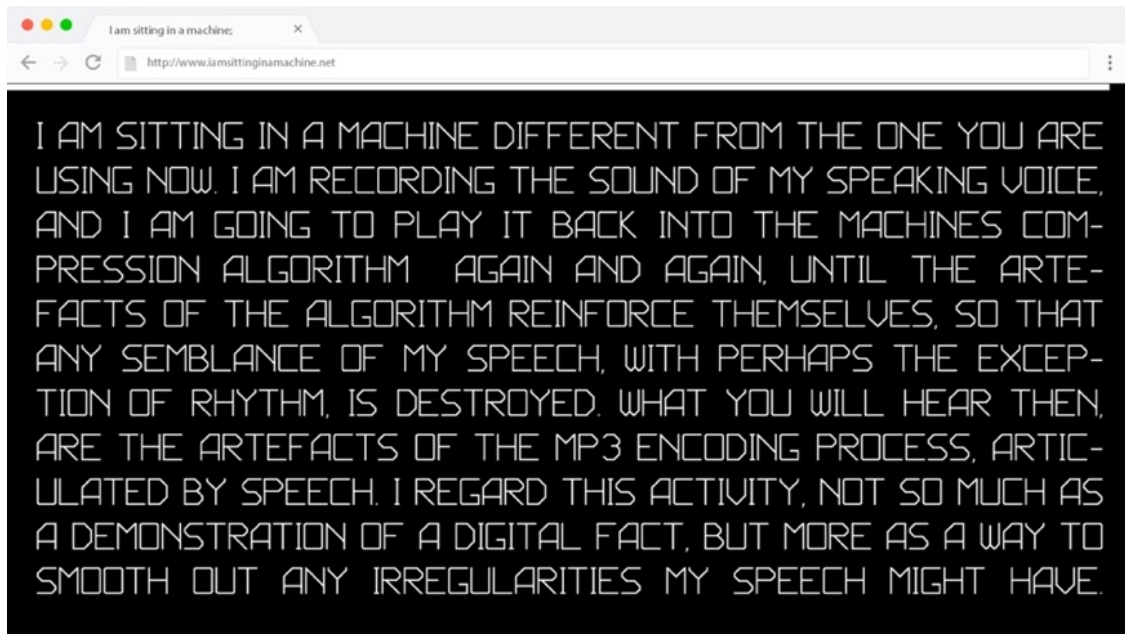 I am sitting in a machine;
http://www.iamsittinginamachine.net
I AM SITTING IN A MACHINE DIFFERENT FROM THE ONE YOU ARE
USING NOW. I AM RECORDING THE SOUND OF MY SPEAKING VOICE,
AND I AM GOING TO PLAY IT BACK INTO THE MACHINES COM-
PRESSION ALGORITHM AGAIN AND AGAIN, UNTIL THE ARTE-
FACTS OF THE ALGORITHM REINFORCE THEMSELVES, SO THAT
ANY SEMBLANCE OF MY SPEECH, WITH PERHAPS THE EXCEP-
TION OF RHYTHM, IS DESTROYED. WHAT YOU WILL HEAR THEN,
ARE THE ARTEFACTS OF THE MP3 ENCODING PROCESS, ARTIC-
ULATED BY SPEECH. I REGARD THIS ACTIVITY, NOT SO MUCH AS
A DEMONSTRATION OF A DIGITAL FACT, BUT MORE AS A WAY TO
SMOOTH OUT ANY IRREGULARITIES MY SPEECH MIGHT HAVE.